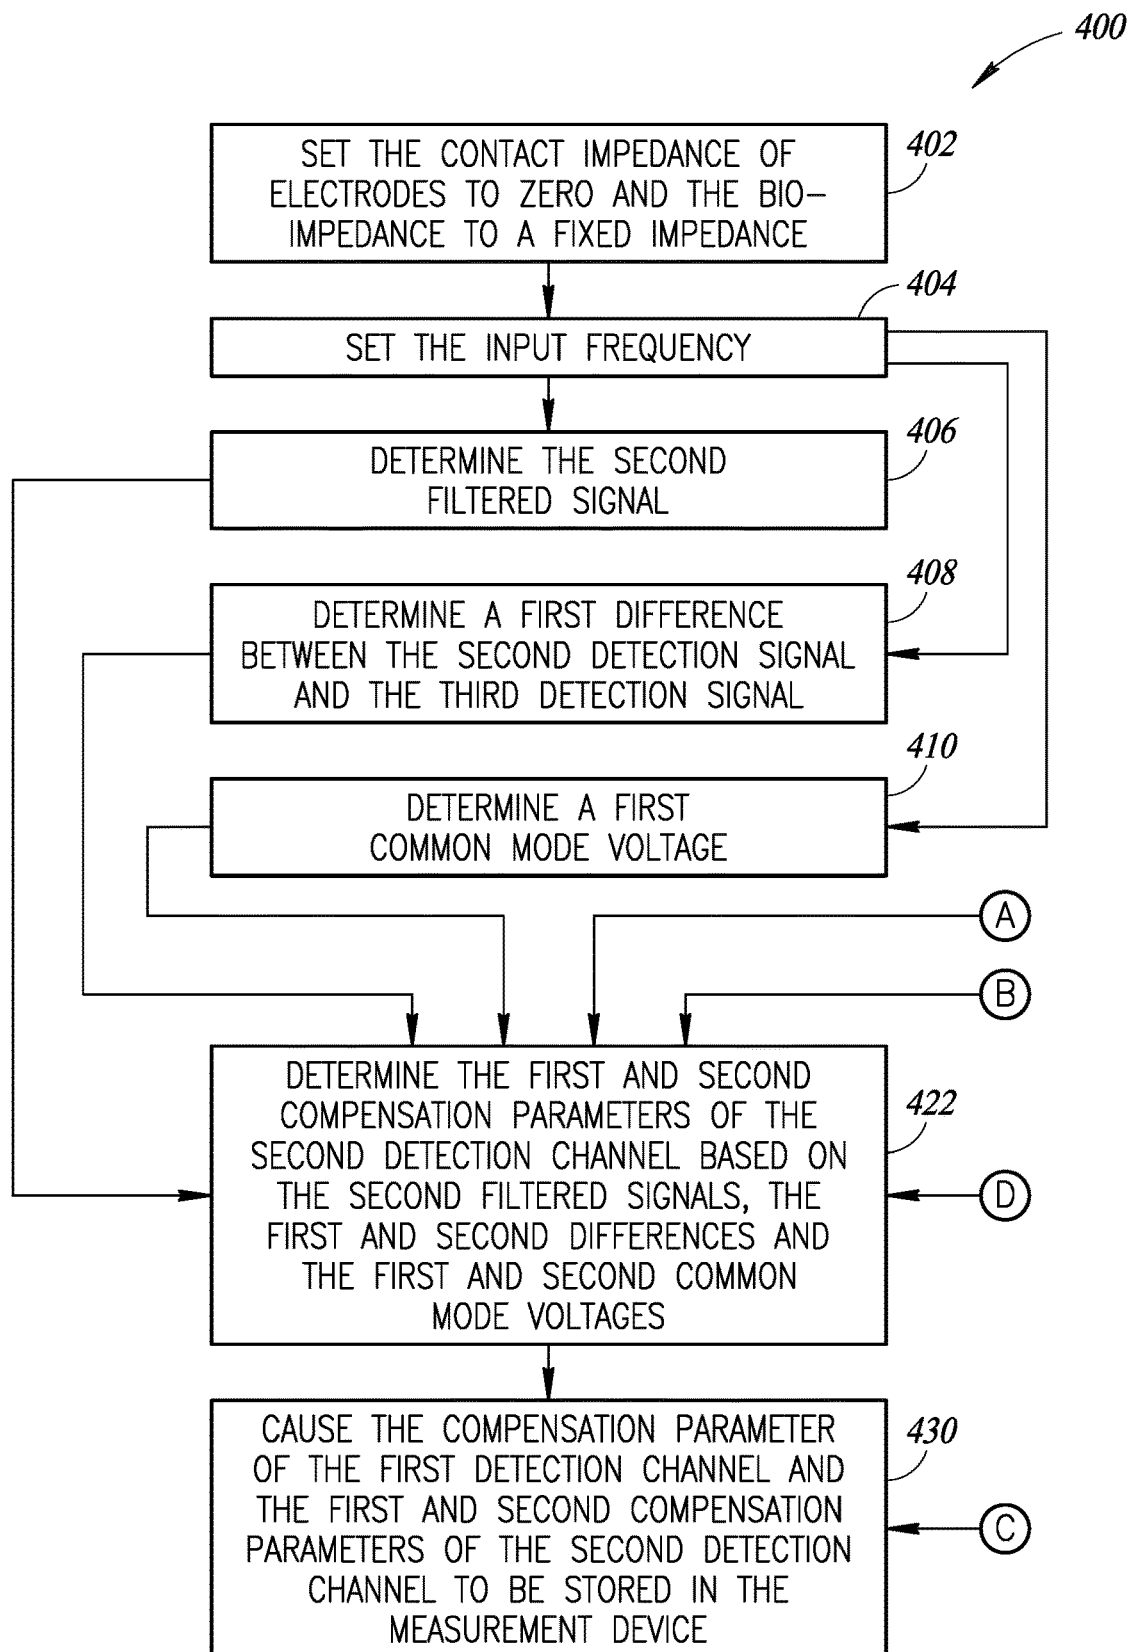 400
SET THE CONTACT IMPEDANCE OF
ELECTRODES TO ZERO AND THE BIO-
IMPEDANCE TO A FIXED IMPEDANCE
402
404
SET THE INPUT FREQUENCY
406
DETERMINE THE SECOND
FILTERED SIGNAL
408
DETERMINE A FIRST DIFFERENCE
BETWEEN THE SECOND DETECTION SIGNAL
AND THE THIRD DETECTION SIGNAL
410
DETERMINE A FIRST
COMMON MODE VOLTAGE
A
B
DETERMINE THE FIRST AND SECOND
COMPENSATION PARAMETERS OF THE
SECOND DETECTION CHANNEL BASED ON
THE SECOND FILTERED SIGNALS, THE
FIRST AND SECOND DIFFERENCES AND
THE FIRST AND SECOND COMMON
MODE VOLTAGES
422
D
CAUSE THE COMPENSATION PARAMETER
OF THE FIRST DETECTION CHANNEL AND
THE FIRST AND SECOND COMPENSATION
PARAMETERS OF THE SECOND DETECTION
CHANNEL TO BE STORED IN THE
MEASUREMENT DEVICE
430
C